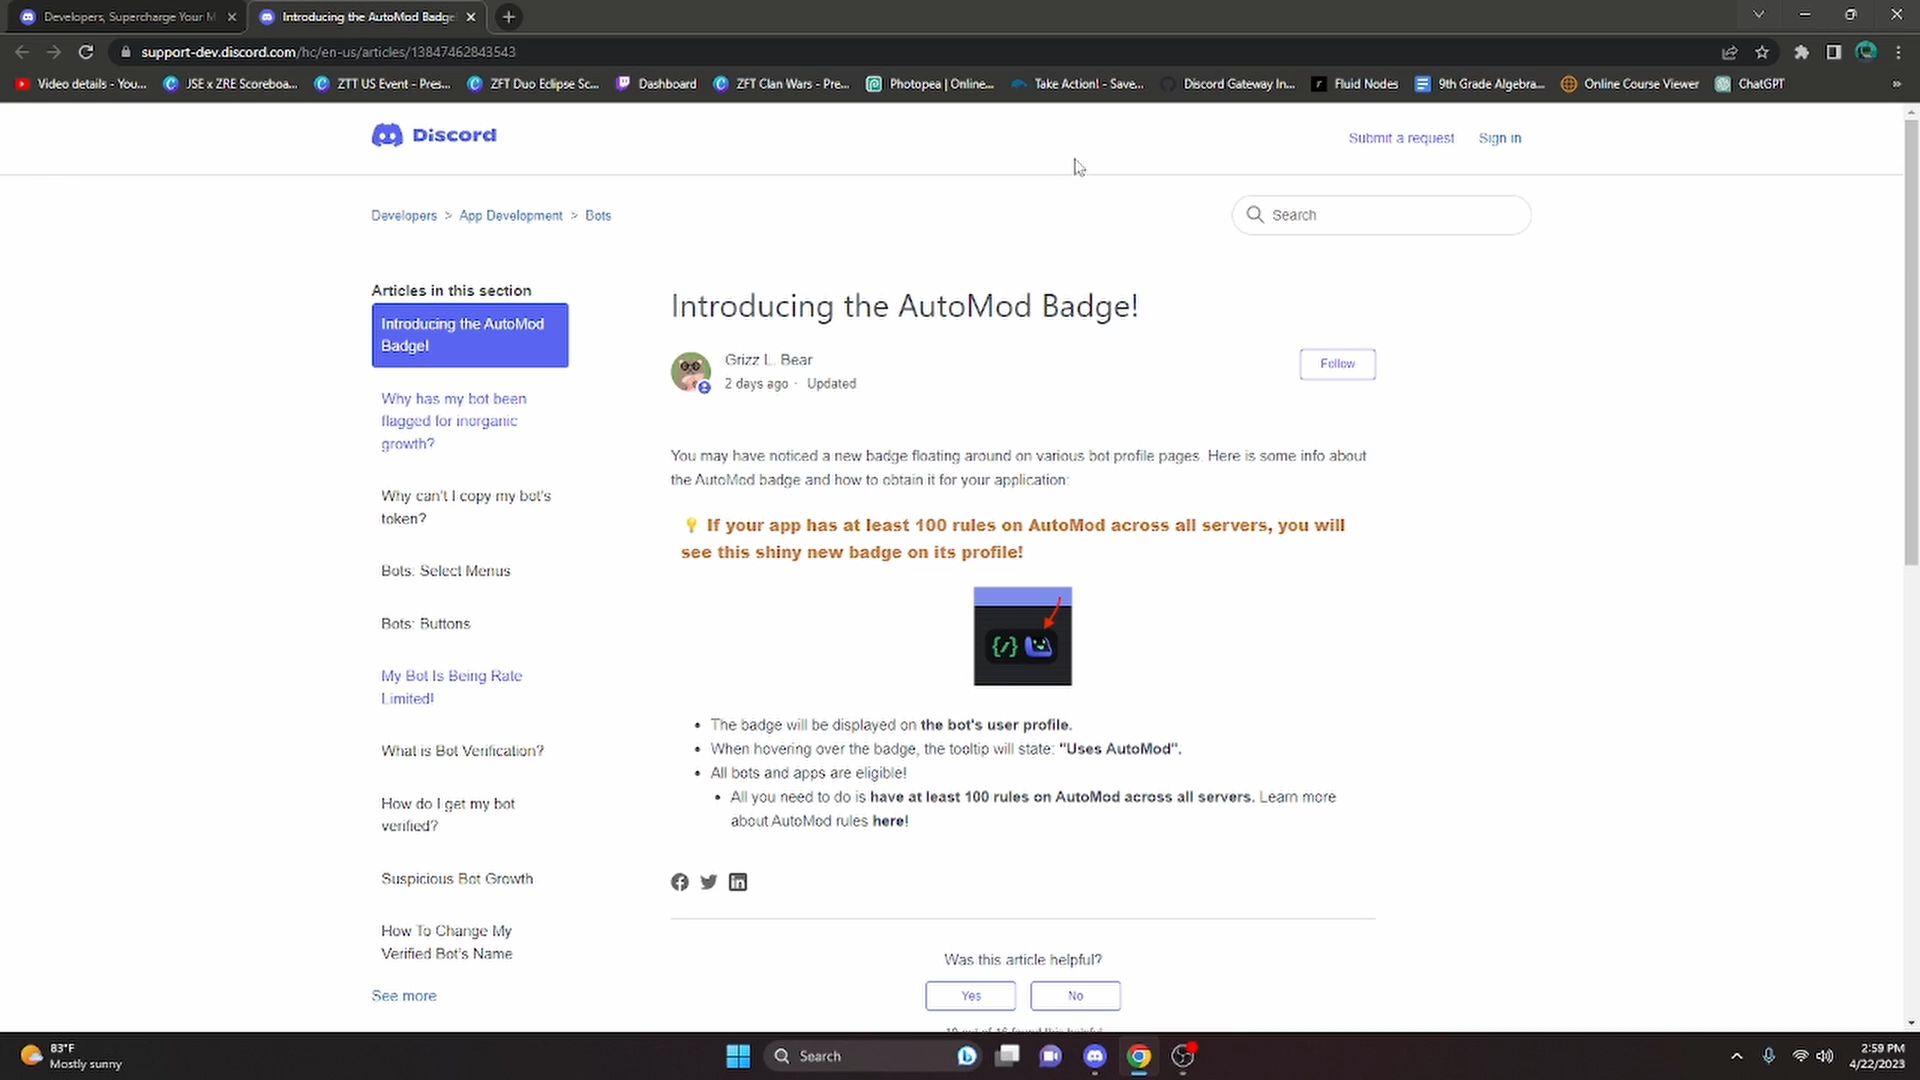 Developers, Supercharge Your M
Introducing the AutoMod Badge
support-dev.discord.com/hc/en-us/articles/13847462843543
Video details - You...
JSE x ZRE Scoreboa...
ZTT US Event - Pres...
ZFT Duo Eclipse Sc...
Dashboard
ZFT Clan Wars - Pre...
Photopea | Online...
Take Action! - Save...
Discord Gateway In...
Fluid Nodes
9th Grade Algebra...
Online Course Viewer
ChatGPT
»
Discord
Submit a request
Sign in
Developers > App Development > Bots
Search
Articles in this section
Introducing the AutoMod
Badge!
Why has my bot been
flagged for inorganic
growth?
Why can't I copy my bot's
token?
Bots: Select Menus
Bots: Buttons
My Bot Is Being Rate
Limited!
What is Bot Verification?
How do I get my bot
verified?
Suspicious Bot Growth
How To Change My
Verified Bot's Name
See more
Introducing the AutoMod Badge!
Grizz L. Bear
2 days ago · Updated
Follow
You may have noticed a new badge floating around on various bot profile pages. Here is some info about
the AutoMod badge and how to obtain it for your application:
💡 If your app has at least 100 rules on AutoMod across all servers, you will
see this shiny new badge on its profile!
{/}
• The badge will be displayed on the bot's user profile.
• When hovering over the badge, the tooltip will state: "Uses AutoMod".
• All bots and apps are eligible!
• All you need to do is have at least 100 rules on AutoMod across all servers. Learn more
about AutoMod rules here!
Was this article helpful?
Yes
No
found this helpful
83°F
Mostly sunny
Search
2:59 PM
4/22/2023